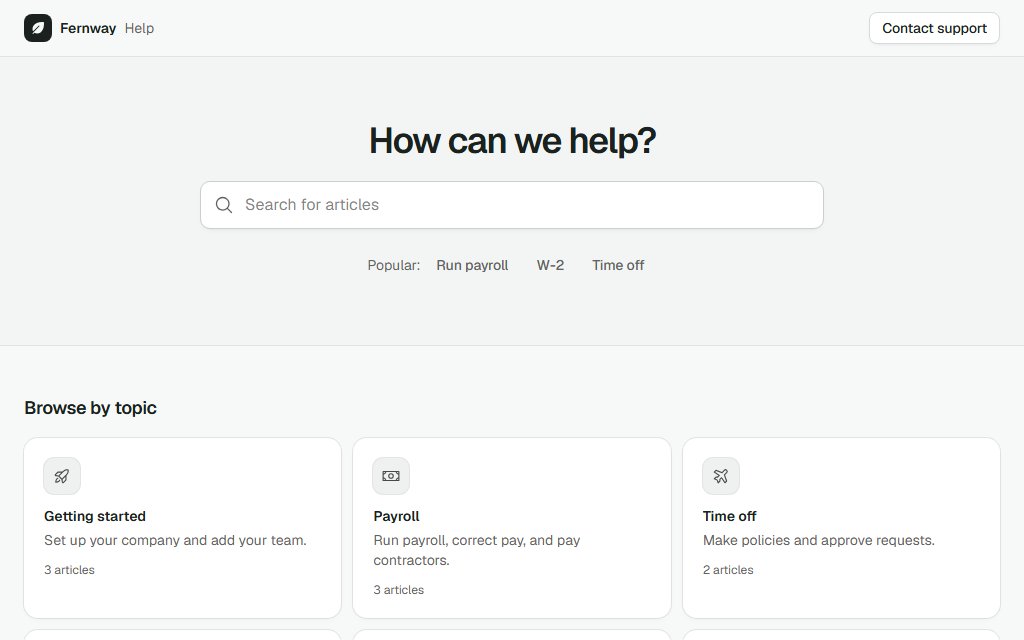 Fernway Help
Contact support
How can we help?
Search for articles
Popular: Run payroll W-2 Time off
Browse by topic
Getting started
Set up your company and add your team.
3 articles
Payroll
Run payroll, correct pay, and pay
contractors.
3 articles
Time off
Make policies and approve requests.
2 articles